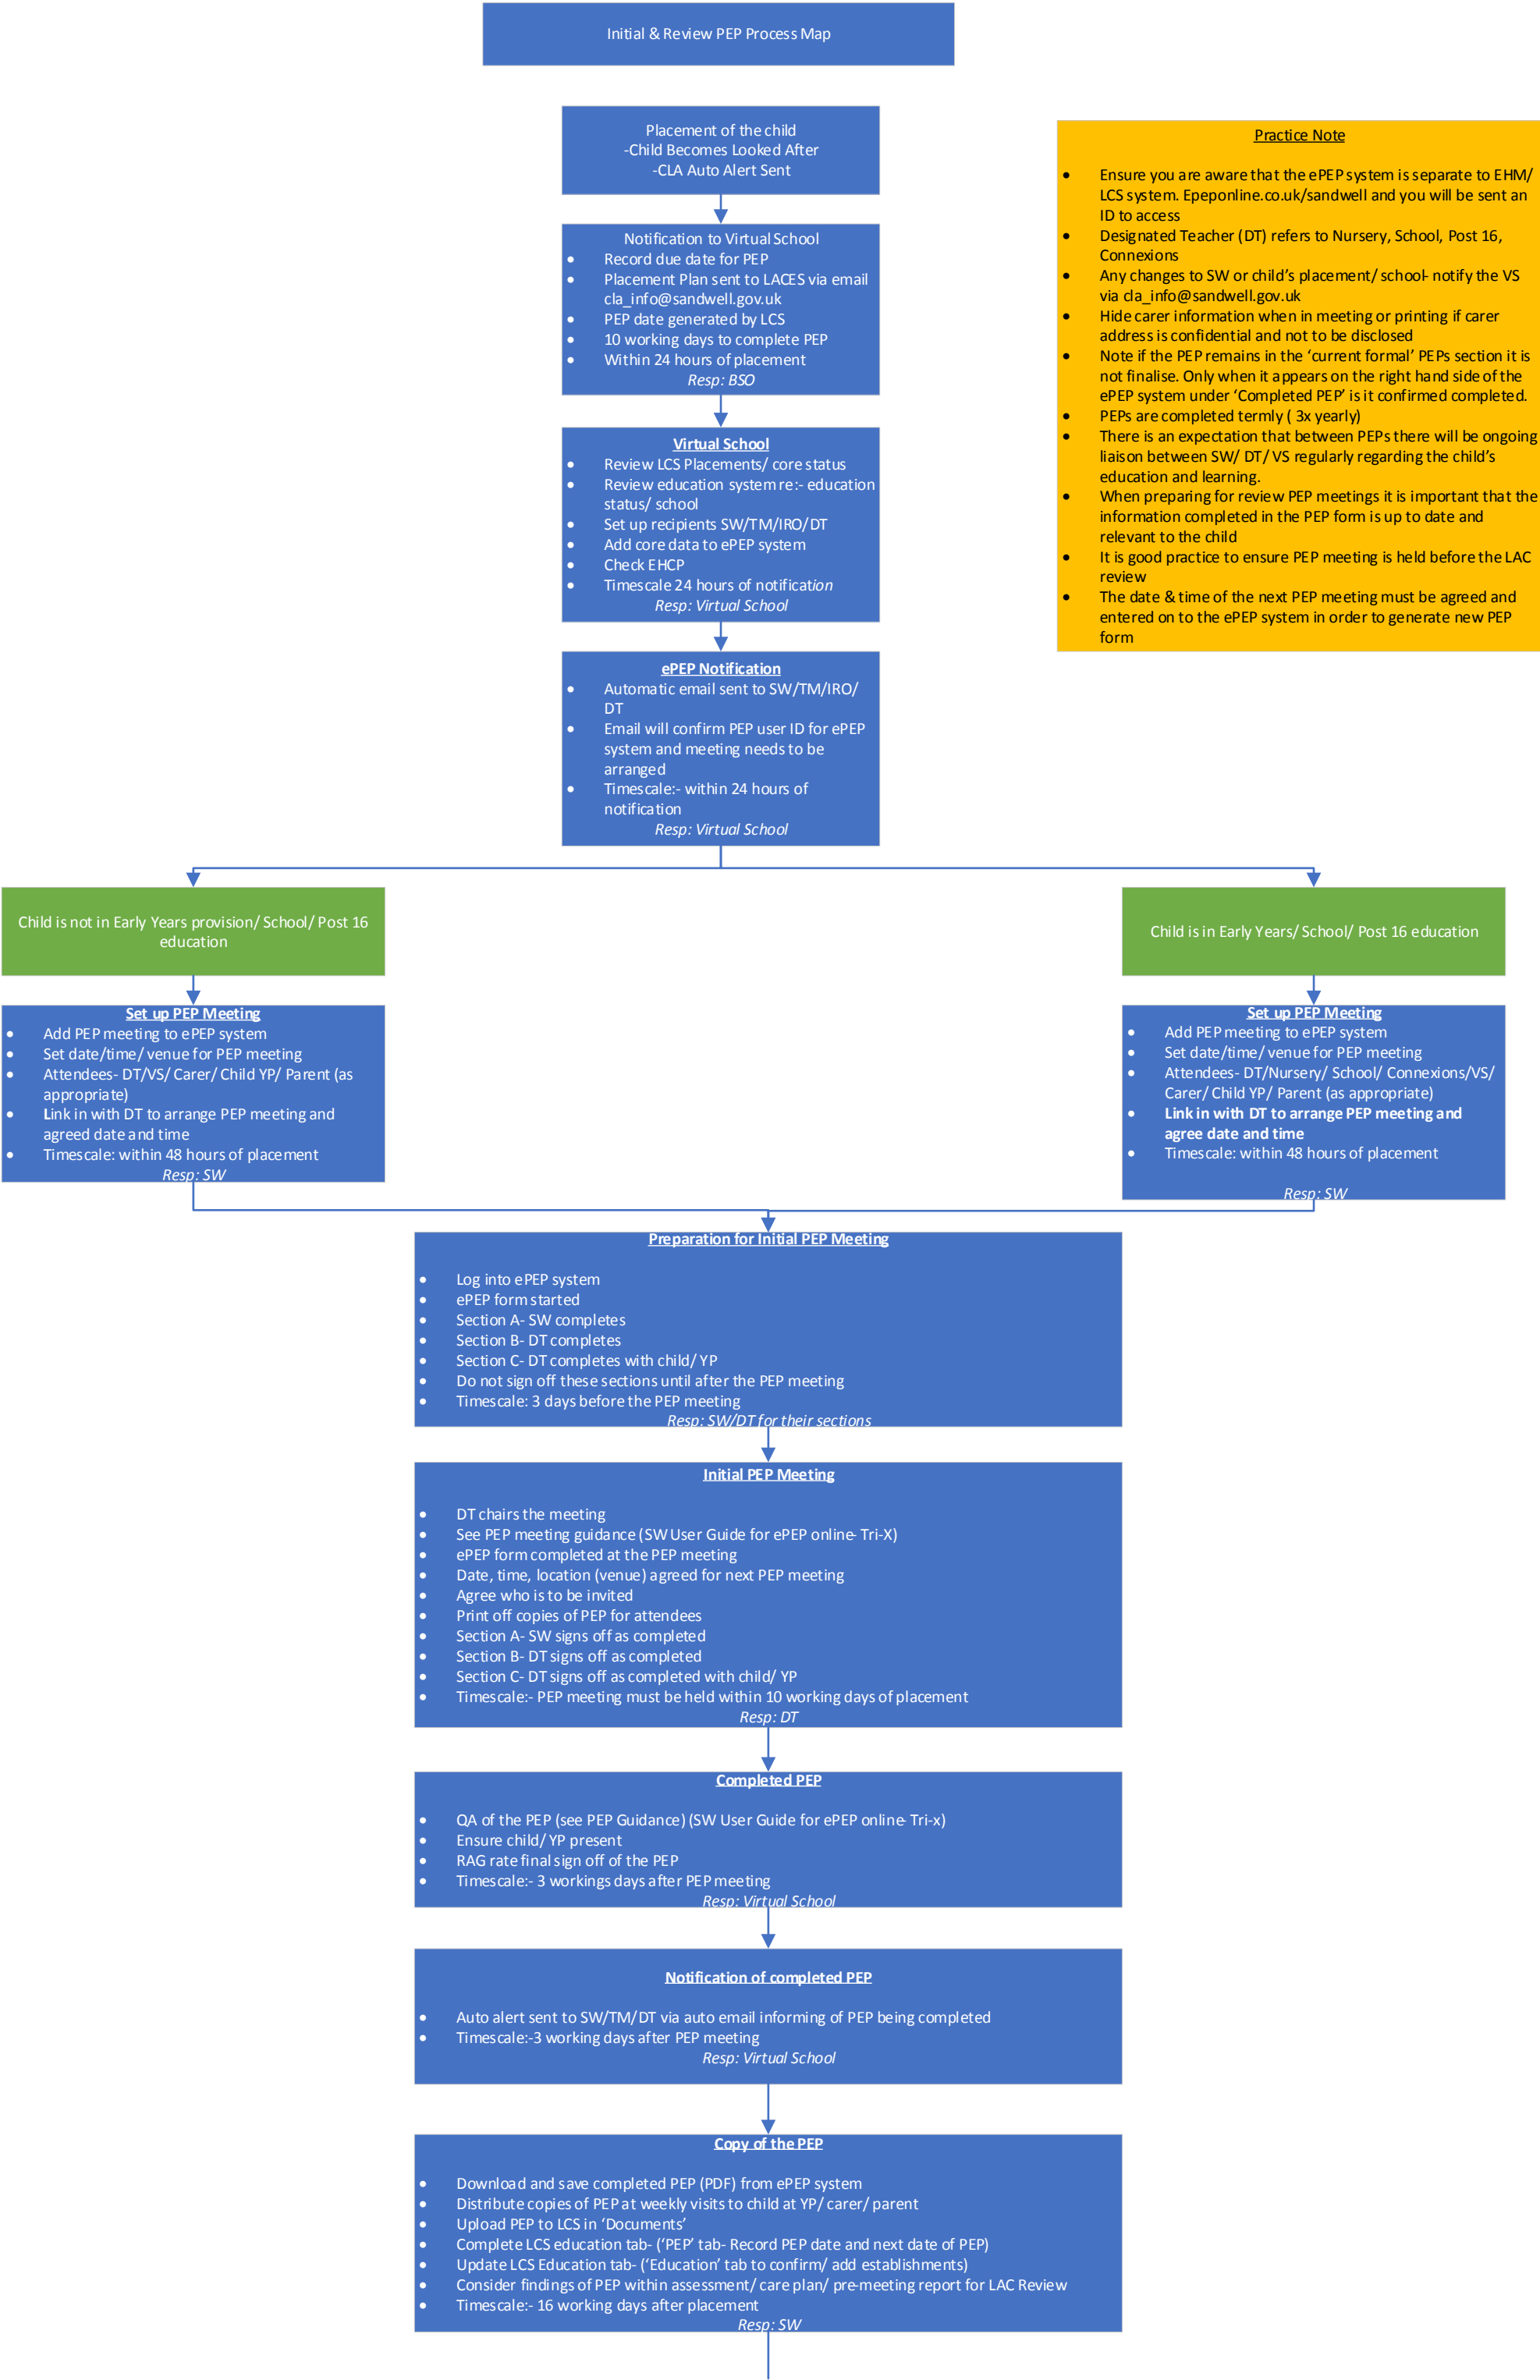 Initial & Review PEP Process Map
Placement of the child
-Child Becomes Looked After
-CLA Auto Alert Sent
Notification to Virtual School
• Record due date for PEP
• Placement Plan sent to LACES via email
cla_info@sandwell.gov.uk
• PEP date generated by LCS
• 10 working days to complete PEP
• Within 24 hours of placement
Resp: BSO
Virtual School
• Review LCS Placements/ core status
• Review education system re:- education
status/ school
• Set up recipients SW/TM/IRO/DT
• Add core data to ePEP system
• Check EHCP
• Timescale 24 hours of notification
Resp: Virtual School
ePEP Notification
• Automatic email sent to SW/TM/IRO/
DT
• Email will confirm PEP user ID for ePEP
system and meeting needs to be
arranged
• Timescale:- within 24 hours of
notification
Resp: Virtual School
Practice Note
• Ensure you are aware that the ePEP system is separate to EHM/
LCS system. Epeponline.co.uk/sandwell and you will be sent an
ID to access
• Designated Teacher (DT) refers to Nursery, School, Post 16,
Connexions
• Any changes to SW or child's placement/ school- notify the VS
via cla_info@sandwell.gov.uk
• Hide carer information when in meeting or printing if carer
address is confidential and not to be disclosed
• Note if the PEP remains in the ‘current formal’ PEPs section it is
not finalise. Only when it appears on the right hand side of the
ePEP system under ‘Completed PEP’ is it confirmed completed.
• PEPs are completed termly ( 3x yearly)
• There is an expectation that between PEPs there will be ongoing
liaison between SW/ DT/ VS regularly regarding the child’s
education and learning.
• When preparing for review PEP meetings it is important that the
information completed in the PEP form is up to date and
relevant to the child
• It is good practice to ensure PEP meeting is held before the LAC
review
• The date & time of the next PEP meeting must be agreed and
entered on to the ePEP system in order to generate new PEP
form
Child is not in Early Years provision/ School/ Post 16
education
Set up PEP Meeting
• Add PEP meeting to ePEP system
• Set date/time/ venue for PEP meeting
• Attendees- DT/VS/ Carer/ Child YP/ Parent (as
appropriate)
• Link in with DT to arrange PEP meeting and
agreed date and time
• Timescale: within 48 hours of placement
Resp: SW
Child is in Early Years/ School/ Post 16 education
Set up PEP Meeting
• Add PEP meeting to ePEP system
• Set date/time/ venue for PEP meeting
• Attendees- DT/Nursery/ School/ Connexions/VS/
Carer/ Child YP/ Parent (as appropriate)
• Link in with DT to arrange PEP meeting and
agree date and time
• Timescale: within 48 hours of placement
Resp: SW
Preparation for Initial PEP Meeting
• Log into ePEP system
• ePEP form started
• Section A- SW completes
• Section B- DT completes
• Section C- DT completes with child/ YP
• Do not sign off these sections until after the PEP meeting
• Timescale: 3 days before the PEP meeting
Resp: SW/DT for their sections
Initial PEP Meeting
• DT chairs the meeting
• See PEP meeting guidance (SW User Guide for ePEP online- Tri-X)
• ePEP form completed at the PEP meeting
• Date, time, location (venue) agreed for next PEP meeting
• Agree who is to be invited
• Print off copies of PEP for attendees
• Section A- SW signs off as completed
• Section B- DT signs off as completed
• Section C- DT signs off as completed with child/ YP
• Timescale:- PEP meeting must be held within 10 working days of placement
Resp: DT
Completed PEP
• QA of the PEP (see PEP Guidance) (SW User Guide for ePEP online- Tri-x)
• Ensure child/ YP present
• RAG rate final sign off of the PEP
• Timescale:- 3 workings days after PEP meeting
Resp: Virtual School
Notification of completed PEP
• Auto alert sent to SW/TM/DT via auto email informing of PEP being completed
• Timescale:-3 working days after PEP meeting
Resp: Virtual School
Copy of the PEP
• Download and save completed PEP (PDF) from ePEP system
• Distribute copies of PEP at weekly visits to child at YP/ carer/ parent
• Upload PEP to LCS in ‘Documents’
• Complete LCS education tab- (‘PEP’ tab- Record PEP date and next date of PEP)
• Update LCS Education tab- (‘Education’ tab to confirm/ add establishments)
• Consider findings of PEP within assessment/ care plan/ pre-meeting report for LAC Review
• Timescale:- 16 working days after placement
Resp: SW